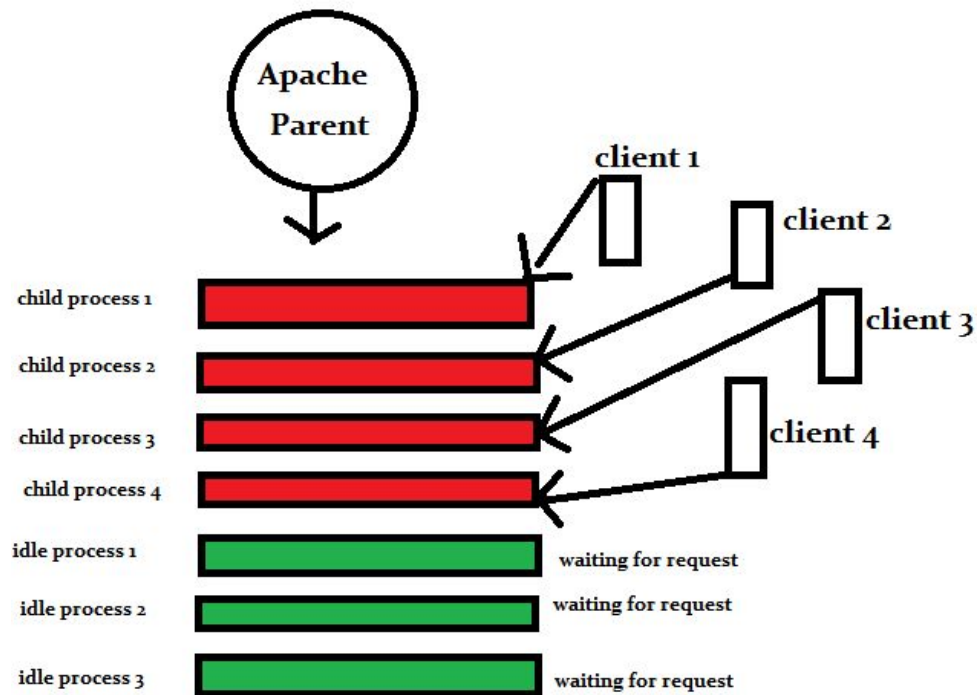 Apache
Parent
client 1
client 2
client 3
client 4
child process 1
child process 2
child process 3
child process 4
idle process 1
waiting for request
idle process 2
waiting for request
idle process 3
waiting for request